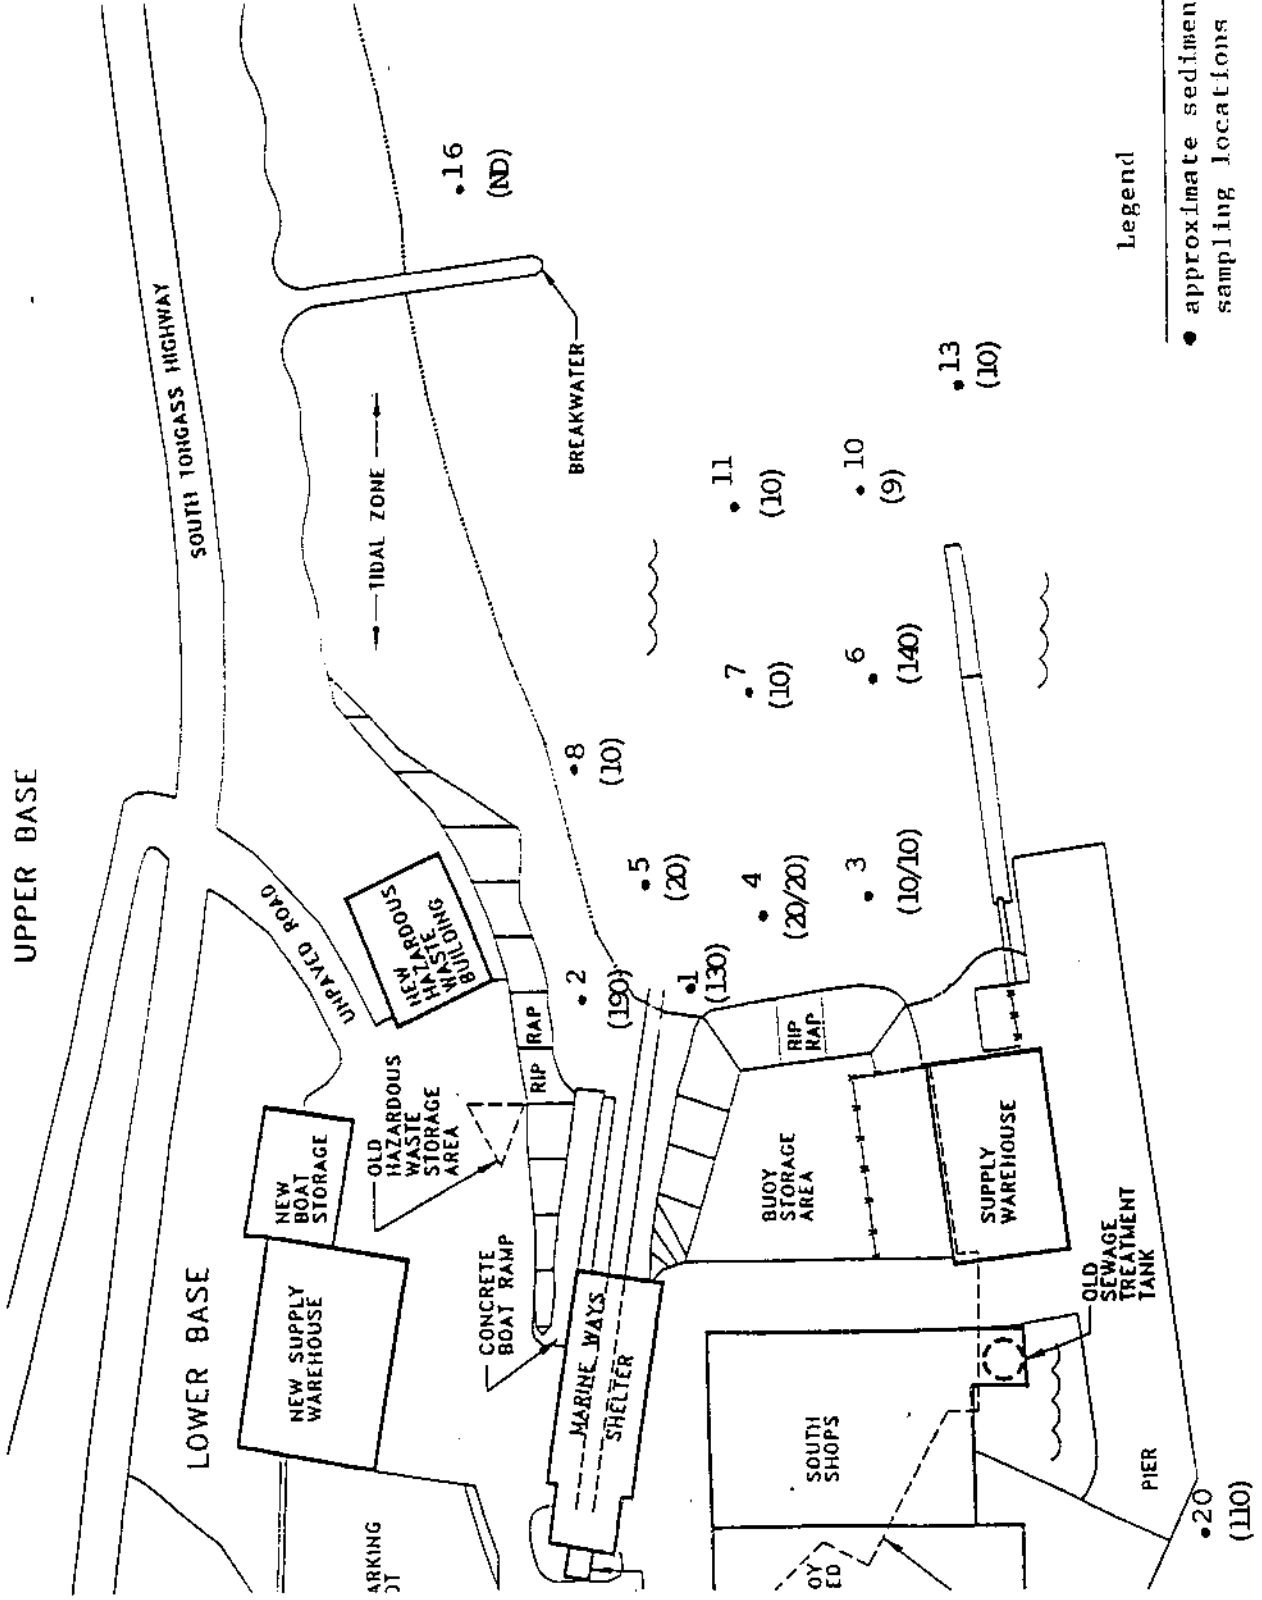 UPPER BASE
SOUTH TONGASS HIGHWAY
LOWER BASE
UNPAVED ROAD
NEW SUPPLY
WAREHOUSE
NEW
BOAT
STORAGE
NEW
HAZARDOUS
WASTE
BUILDING
TIDAL ZONE
OLD
HAZARDOUS
WASTE
STORAGE
AREA
ARKING
OT
CONCRETE
BOAT RAMP
RIP
RAP
MARINE WAYS
SHELTER
BREAKWATER
16
(ND)
2
(190)
8
(10)
5
(20)
1
(130)
4
(20/20)
7
(10)
11
(10)
3
(10/10)
6
(140)
10
(9)
13
(10)
RIP
RAP
BUOY
STORAGE
AREA
SUPPLY
WAREHOUSE
SOUTH
SHOPS
OY
ED
OLD
SEWAGE
TREATMENT
TANK
PIER
20
(110)
Legend
• approximate sedimen
sampling locations